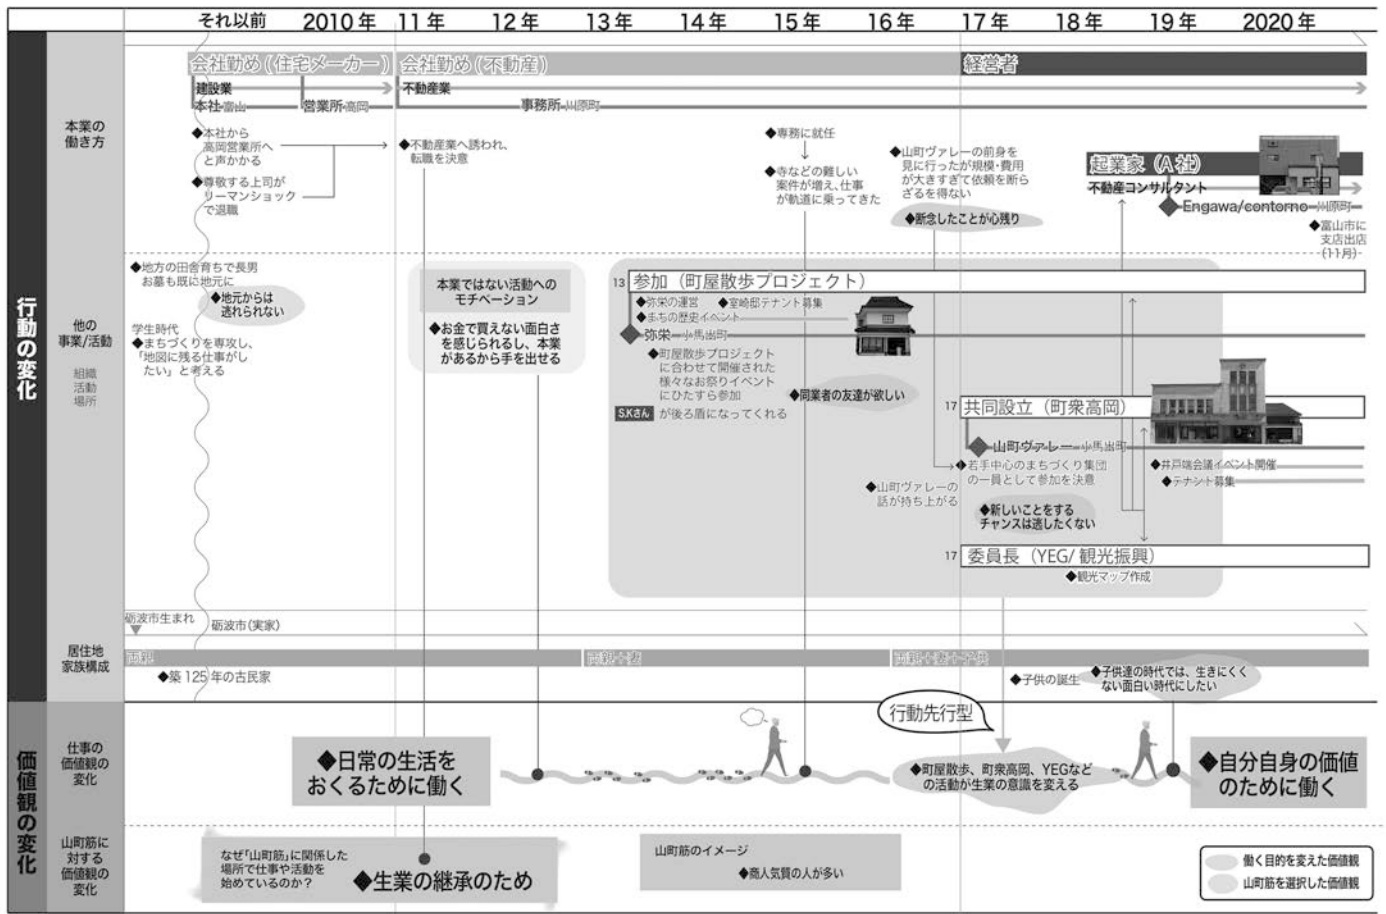 それ以前
2010年
11年
12年
13年
14年
15年
16年
17年
18年
19年
2020年
行動の変化
本業の
働き方
会社勤め(住宅メーカー)
会社勤め(不動産)
経営者
建設業
不動産業
本社 富山
営業所 高岡
事務所 川原町
◆本社から
高岡営業所へ
と声かかる
◆尊敬する上司が
リーマンショック
で退職
◆不動産業へ誘われ、
転職を決意
◆専務に就任
◆寺などの難しい
案件が増え、仕事
が軌道に乗ってきた
◆山町ヴァレーの前身を
見に行ったが規模・費用
が大きすぎて依頼を断ら
ざるを得ない
◆断念したことが心残り
起業家（A社）
不動産コンサルタント
Engawa/contorno 川原町
◆富山市に
支店出店
(11月)
他の
事業/活動
組織
活動
場所
◆地方の田舎育ちで長男
お墓も既に地元に
◆地元からは
逃れられない
学生時代
◆まちづくりを専攻し、
「地図に残る仕事がし
たい」と考える
本業ではない活動への
モチベーション
◆お金で買えない面白さ
を感じられるし、本業
があるから手を出せる
13 参加（町屋散歩プロジェクト）
◆弥栄の運営 ◆室崎邸テナント募集
◆まちの歴史イベント
弥栄 小馬出町
◆町屋散歩プロジェクト
に合わせて開催された
様々なお祭りイベント
にひたすら参加
S.Kさん が後ろ盾になってくれる
◆同業者の友達が欲しい
17 共同設立（町衆高岡）
山町ヴァレー 小馬出町
◆若手中心のまちづくり集団
の一員として参加を決意
◆山町ヴァレーの
話が持ち上がる
◆井戸端会議イベント開催
◆テナント募集
◆新しいことをする
チャンスは逃したくない
17 委員長（YEG/観光振興）
◆観光マップ作成
居住地
家族構成
砺波市生まれ
砺波市(実家)
両親
両親+妻
両親+妻+子供
◆築125年の古民家
◆子供の誕生
◆子供達の時代では、生きにくく
ない面白い時代にしたい
価値観の変化
仕事の
価値観の
変化
◆日常の生活を
おくるために働く
行動先行型
◆町屋散歩、町衆高岡、YEGなど
の活動が生業の意識を変える
◆自分自身の価値
のために働く
山町筋に
対する
価値観の
変化
なぜ「山町筋」に関係した
場所で仕事や活動を
始めているのか？
◆生業の継承のため
山町筋のイメージ
◆商人気質の人が多い
働く目的を変えた価値観
山町筋を選択した価値観